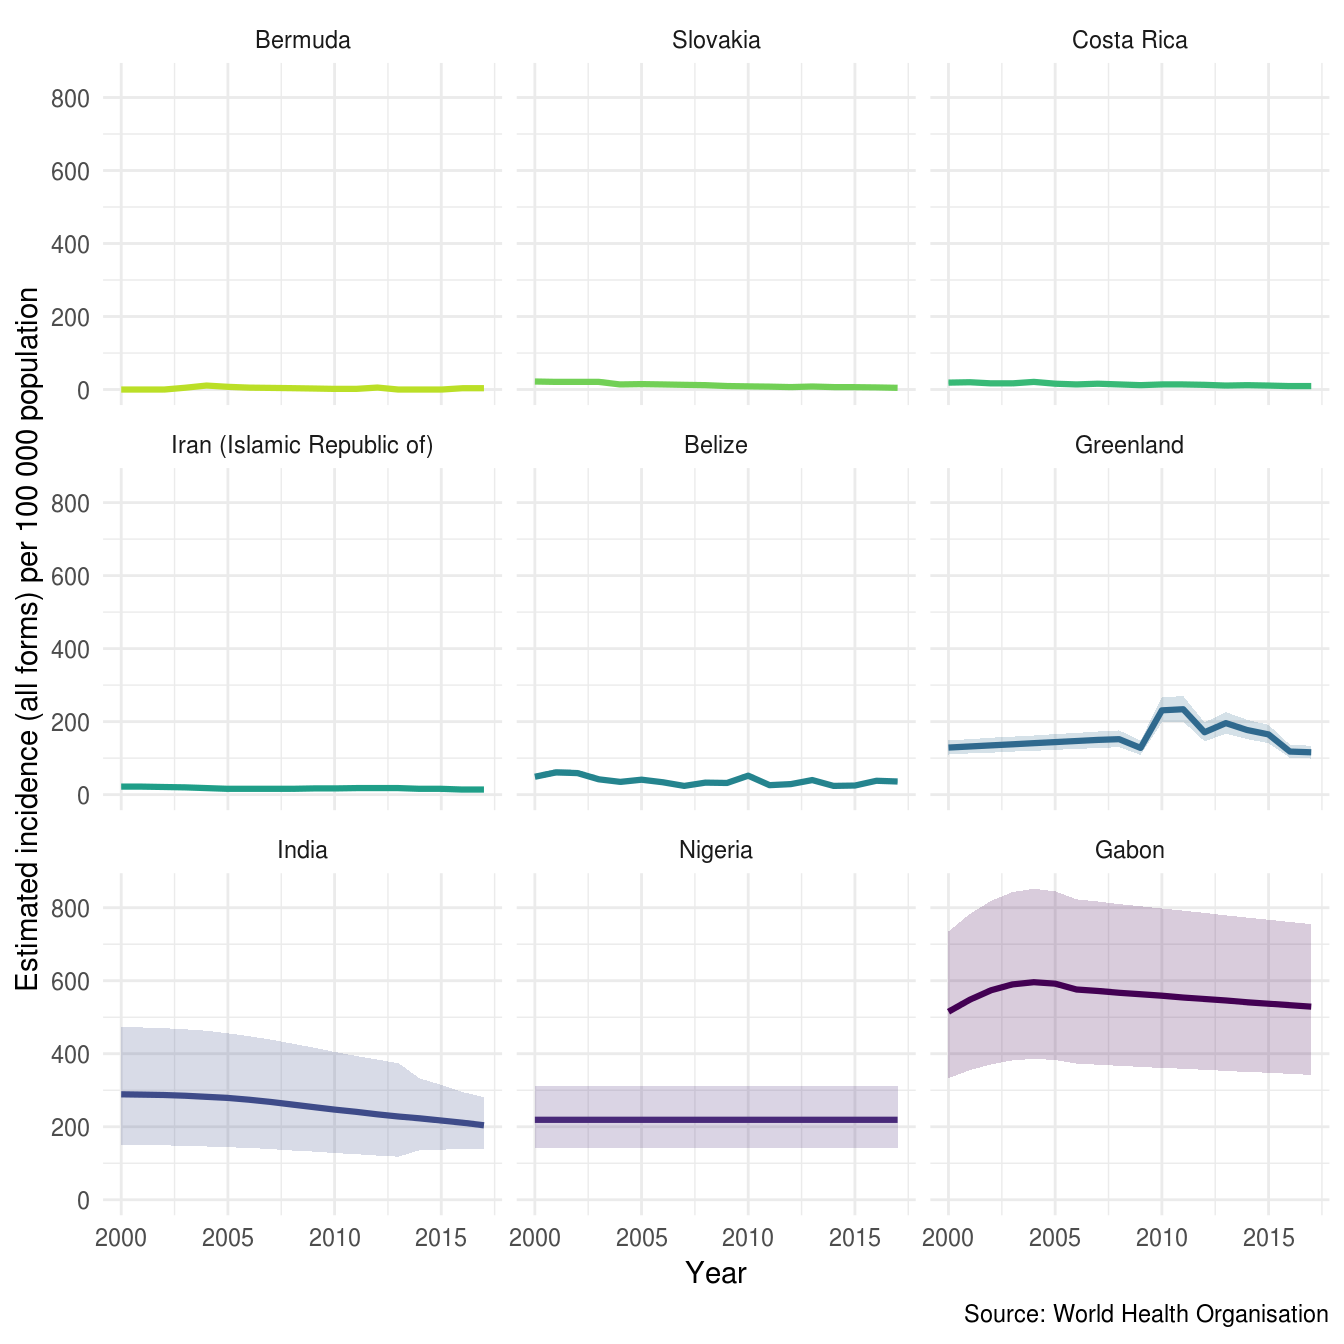 Bermuda
Slovakia
Costa Rica
800
600
400
200
0
Iran (Islamic Republic of)
Belize
Greenland
800
600
400
200
0
India
Nigeria
Gabon
800
600
400
200
0
2000 2005 2010 2015
2000 2005 2010 2015
2000 2005 2010 2015
Year
Estimated incidence (all forms) per 100 000 population
Source: World Health Organisation